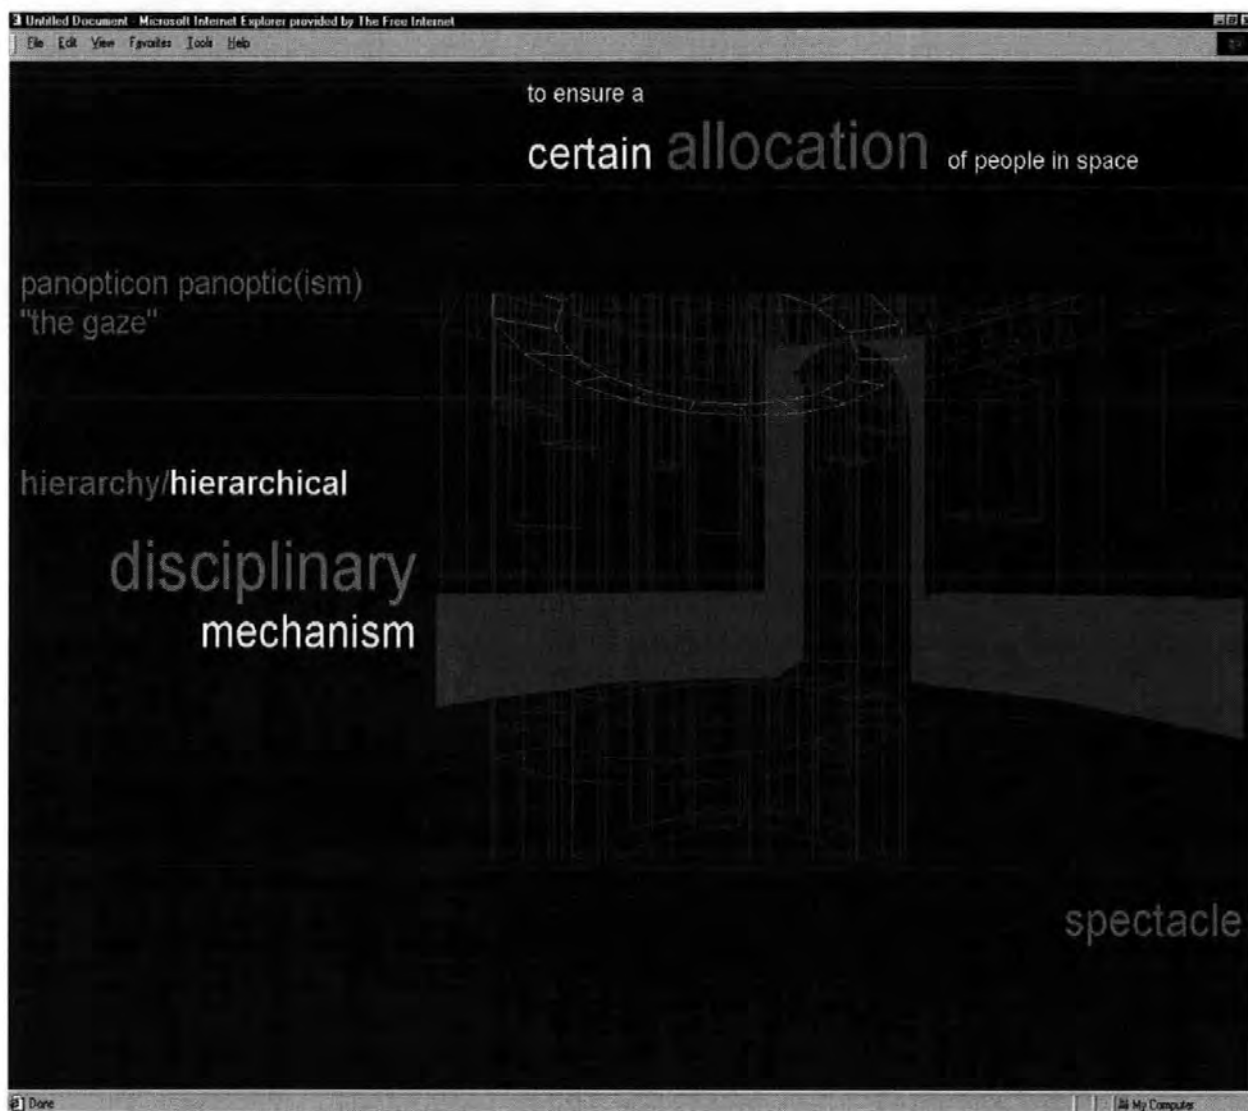 Untitled Document - Microsoft Internet Explorer provided by The Free Internet
File Edit View Favorites Tools Help
to ensure a
certain allocation of people in space
panopticon panoptic(ism)
"the gaze"
hierarchy/hierarchical
disciplinary
mechanism
spectacle
Done
My Computer